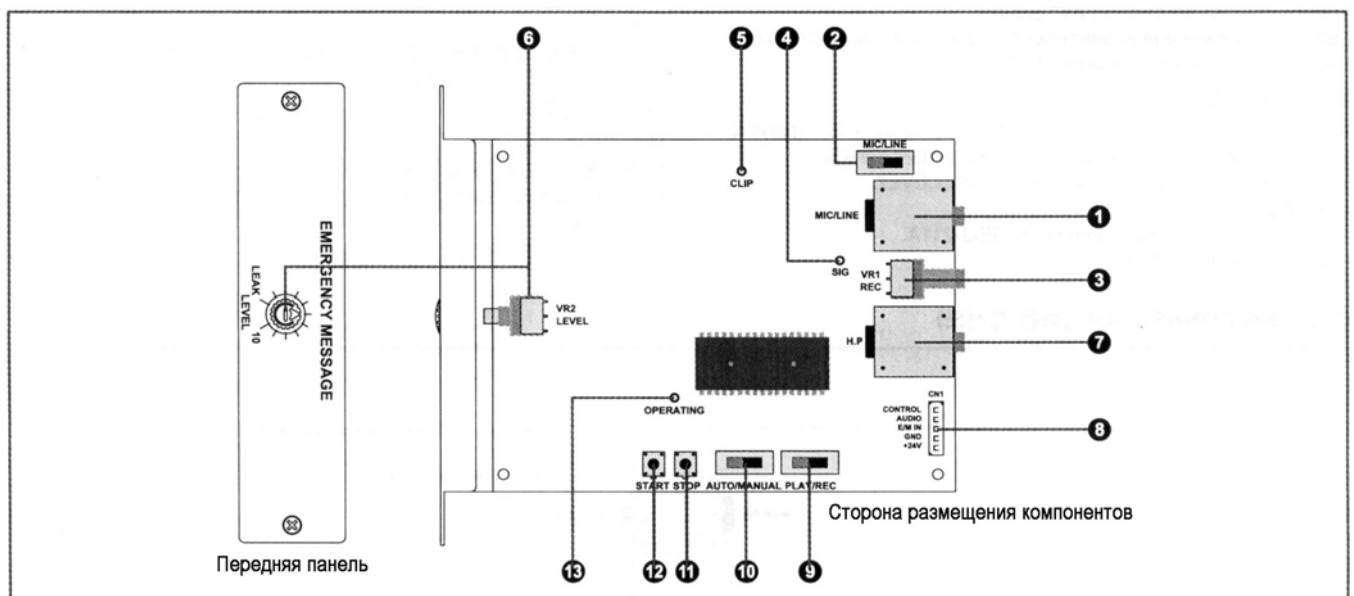 6
5
4
2
MIC/LINE
CLIP
MIC/LINE
1
SIG
VR1
REC
3
EMERGENCY MESSAGE
LEAK
LEVEL
10
VR2
LEVEL
H.P
7
CN1
CONTROL
AUDIO
E/M IN
GND
+24V
8
13
OPERATING
START STOP AUTO/MANUAL PLAY/REC
Сторона размещения компонентов
Передняя панель
12
11
10
9